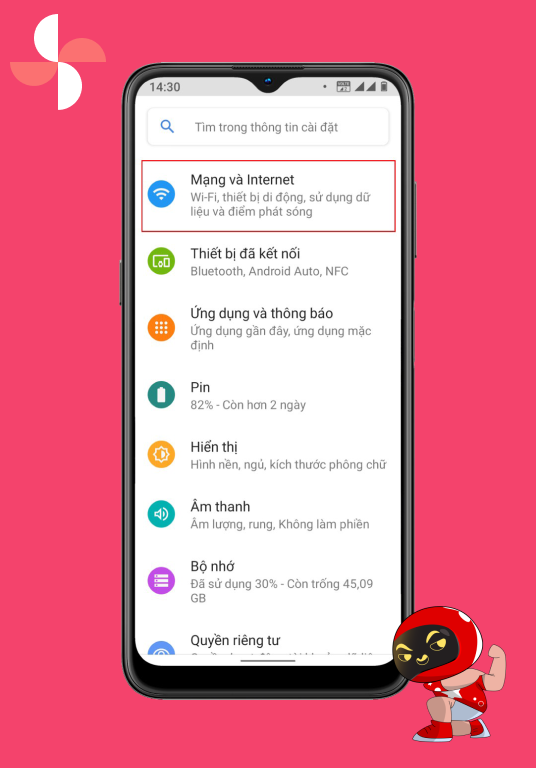 14:30
Tìm trong thông tin cài đặt
Mạng và Internet
Wi-Fi, thiết bị di động, sử dụng dữ
liệu và điểm phát sóng
Thiết bị đã kết nối
Bluetooth, Android Auto, NFC
Ứng dụng và thông báo
Ứng dụng gần đây, ứng dụng mặc
định
Pin
82% - Còn hơn 2 ngày
Hiển thị
Hình nền, ngủ, kích thước phông chữ
Âm thanh
Âm lượng, rung, Không làm phiền
Bộ nhớ
Đã sử dụng 30% - Còn trống 45,09
GB
Quyền riêng tư